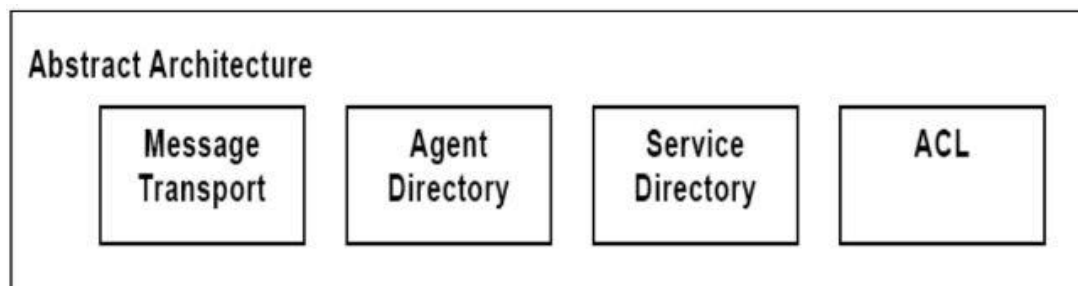 Abstract Architecture
Message
Transport
Agent
Directory
Service
Directory
ACL